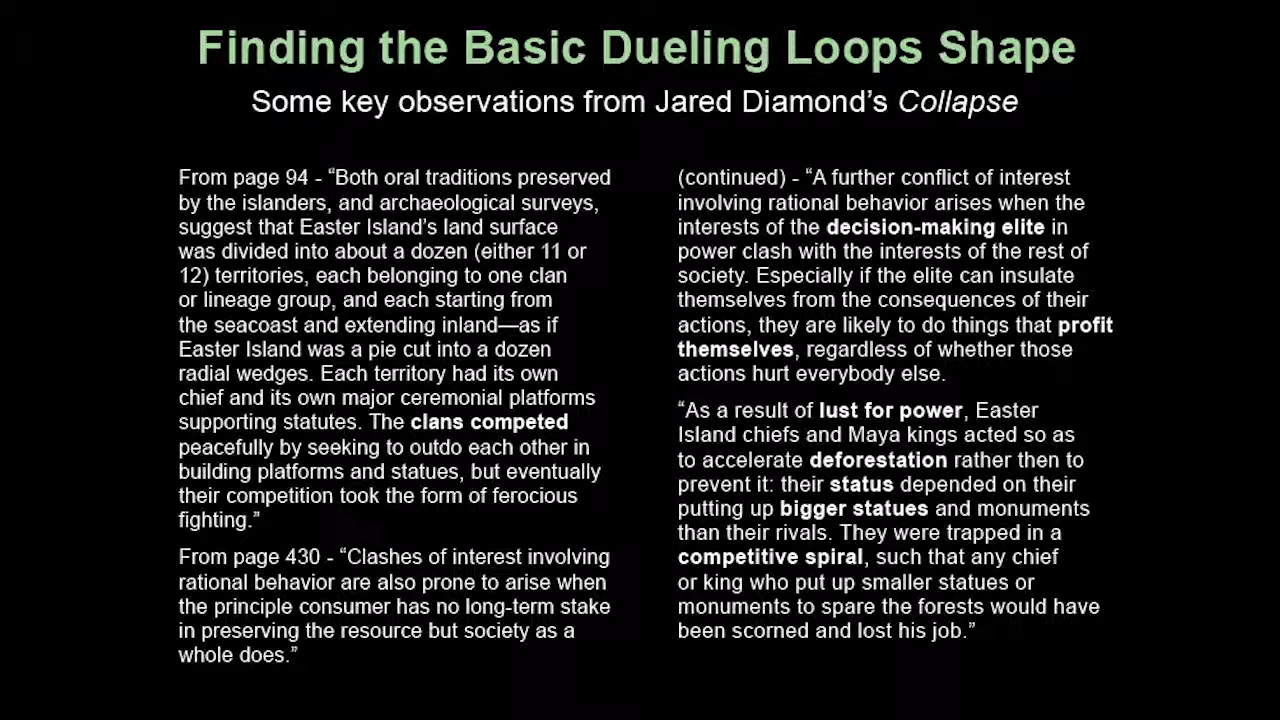 Finding the Basic Dueling Loops Shape
Some key observations from Jared Diamond’s Collapse
From page 94 - “Both oral traditions preserved
by the islanders, and archaeological surveys,
suggest that Easter Island’s land surface
was divided into about a dozen (either 11 or
12) territories, each belonging to one clan
or lineage group, and each starting from
the seacoast and extending inland—as if
Easter Island was a pie cut into a dozen
radial wedges. Each territory had its own
chief and its own major ceremonial platforms
supporting statutes. The clans competed
peacefully by seeking to outdo each other in
building platforms and statues, but eventually
their competition took the form of ferocious
fighting.”
From page 430 - “Clashes of interest involving
rational behavior are also prone to arise when
the principle consumer has no long-term stake
in preserving the resource but society as a
whole does.”
(continued) - “A further conflict of interest
involving rational behavior arises when the
interests of the decision-making elite in
power clash with the interests of the rest of
society. Especially if the elite can insulate
themselves from the consequences of their
actions, they are likely to do things that profit
themselves, regardless of whether those
actions hurt everybody else.
“As a result of lust for power, Easter
Island chiefs and Maya kings acted so as
to accelerate deforestation rather then to
prevent it: their status depended on their
putting up bigger statues and monuments
than their rivals. They were trapped in a
competitive spiral, such that any chief
or king who put up smaller statues or
monuments to spare the forests would have
been scorned and lost his job.”